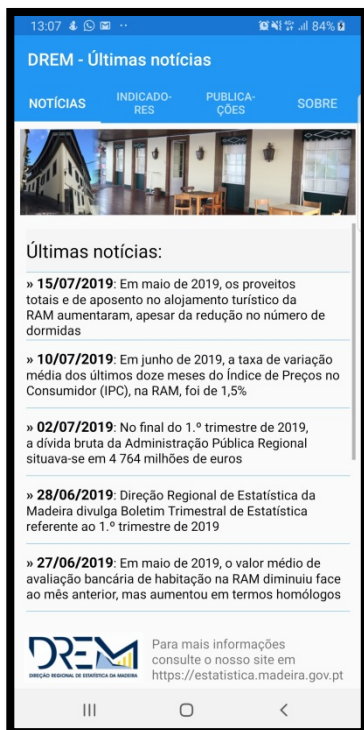 13:07 84%
DREM - Últimas notícias
NOTÍCIAS INDICADO-RES PUBLICA-ÇÕES SOBRE
Últimas notícias:
» 15/07/2019: Em maio de 2019, os proveitos
totais e de aposento no alojamento turístico da
RAM aumentaram, apesar da redução no número de
dormidas
» 10/07/2019: Em junho de 2019, a taxa de variação
média dos últimos doze meses do Índice de Preços no
Consumidor (IPC), na RAM, foi de 1,5%
» 02/07/2019: No final do 1.º trimestre de 2019,
a dívida bruta da Administração Pública Regional
situava-se em 4 764 milhões de euros
» 28/06/2019: Direção Regional de Estatística da
Madeira divulga Boletim Trimestral de Estatística
referente ao 1.º trimestre de 2019
» 27/06/2019: Em maio de 2019, o valor médio de
avaliação bancária de habitação na RAM diminuiu face
ao mês anterior, mas aumentou em termos homólogos
DREM
DIREÇÃO REGIONAL DE ESTATÍSTICA DA MADEIRA
Para mais informações
consulte o nosso site em
https://estatistica.madeira.gov.pt